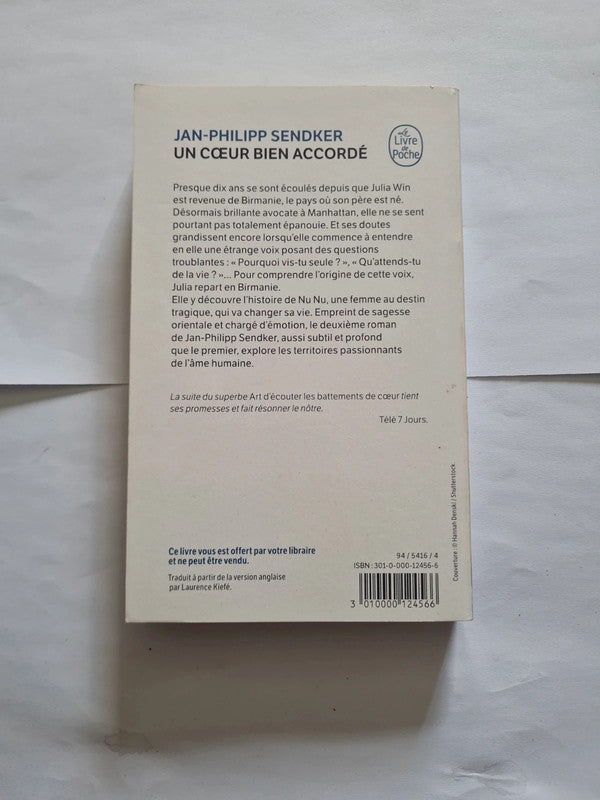 JAN-PHILIPP SENDKER
UN CŒUR BIEN ACCORDÉ
Le
Livre
de
Poche
Presque dix ans se sont écoulés depuis que Julia Win
est revenue de Birmanie, le pays où son père est né.
Désormais brillante avocate à Manhattan, elle ne se sent
pourtant pas totalement épanouie. Et ses doutes
grandissent encore lorsqu'elle commence à entendre
en elle une étrange voix posant des questions
troublantes : « Pourquoi vis-tu seule ? », « Qu'attends-tu
de la vie ? »... Pour comprendre l'origine de cette voix,
Julia repart en Birmanie.
Elle y découvre l'histoire de Nu Nu, une femme au destin
tragique, qui va changer sa vie. Empreint de sagesse
orientale et chargé d'émotion, le deuxième roman
de Jan-Philipp Sendker, aussi subtil et profond
que le premier, explore les territoires passionnants
de l'âme humaine.
La suite du superbe Art d'écouter les battements de cœur tient
ses promesses et fait résonner le nôtre.
Télé 7 Jours.
Ce livre vous est offert par votre libraire
et ne peut être vendu.
Traduit à partir de la version anglaise
par Laurence Kiefé.
94 / 5416 / 4
ISBN : 301-0-000-12456-6
3 010000 124566
Couverture : © Hannah Denski / Shutterstock.